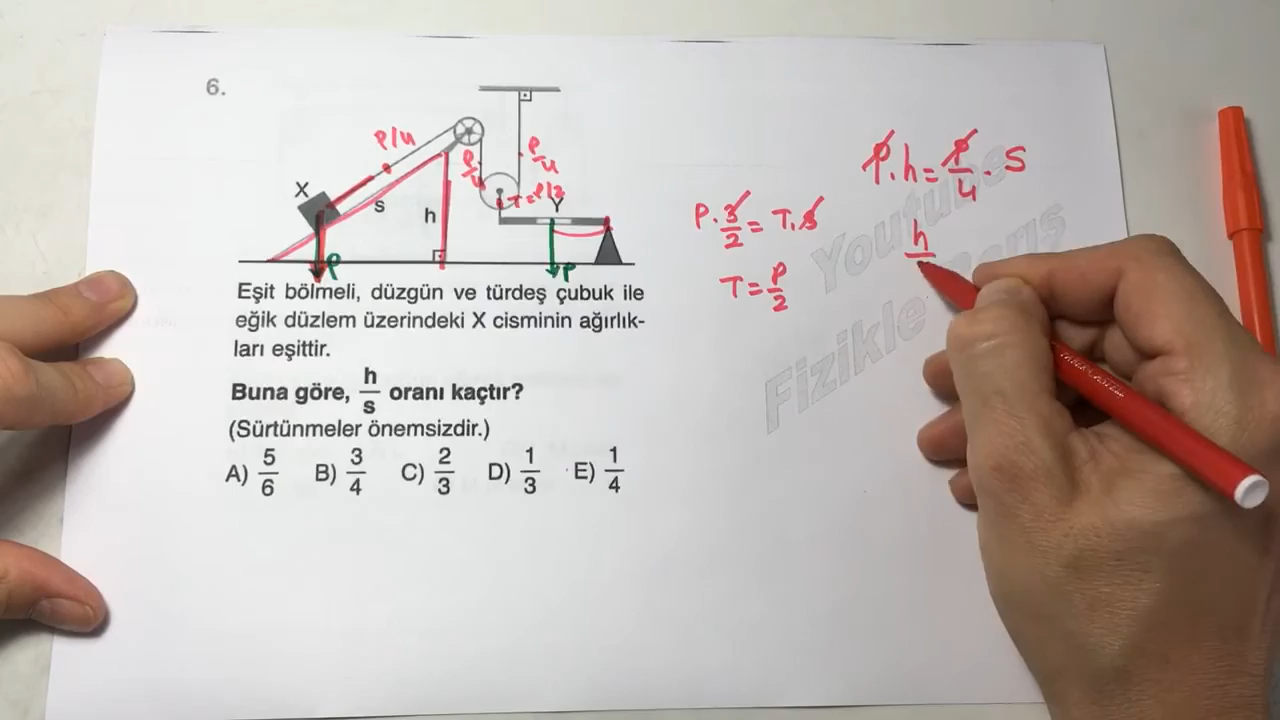 6.
P/4
X
s
h
P/4
P/4
T=P/2
Y
P
P
Eşit bölmeli, düzgün ve türdeş çubuk ile
eğik düzlem üzerindeki X cisminin ağırlık-
ları eşittir.
Buna göre, h/s oranı kaçtır?
(Sürtünmeler önemsizdir.)
A) 5/6 B) 3/4 C) 2/3 D) 1/3 E) 1/4
P.3/2 = T.3
T = P/2
P.h = P/4 . S
h
Youtube
Fizikle